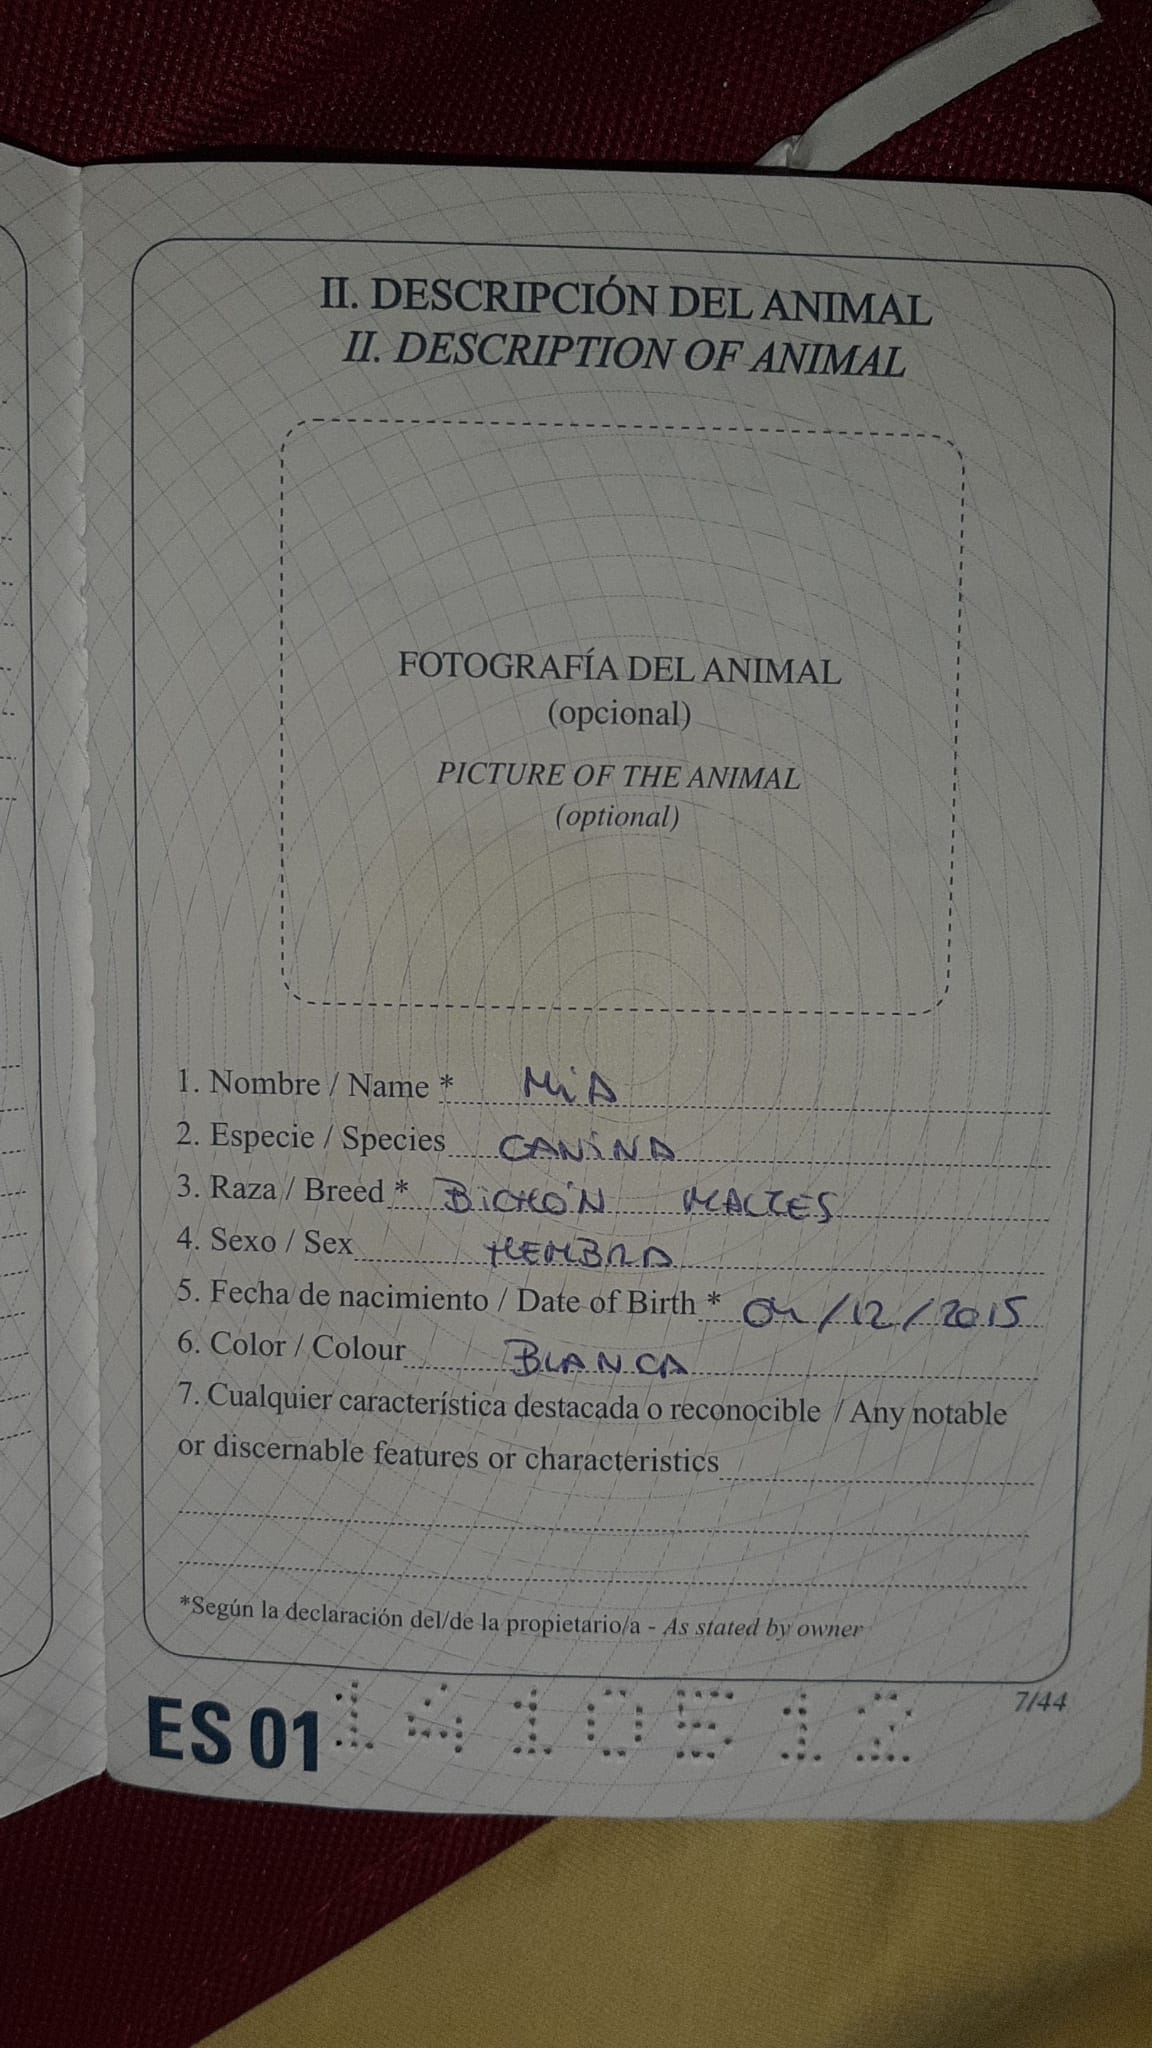 II. DESCRIPCIÓN DEL ANIMAL
II. DESCRIPTION OF ANIMAL
FOTOGRAFÍA DEL ANIMAL
(opcional)
PICTURE OF THE ANIMAL
(optional)
1. Nombre / Name * MiA
2. Especie / Species CANiNA
3. Raza / Breed * BiCHÓN MALTES
4. Sexo / Sex HEMBRA
5. Fecha de nacimiento / Date of Birth * 04/12/2015
6. Color / Colour BLANCA
7. Cualquier característica destacada o reconocible / Any notable
or discernable features or characteristics
*Según la declaración del/de la propietario/a - As stated by owner
7/44
ES 011410512